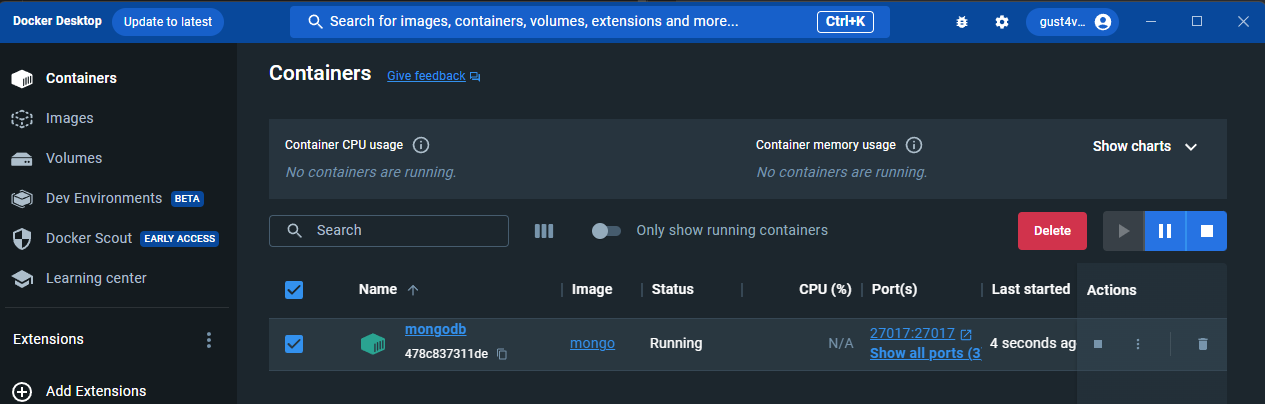 Docker Desktop Update to latest Search for images, containers, volumes, extensions and more... Ctrl+K gust4v...
Containers
Images
Volumes
Dev Environments BETA
Docker Scout EARLY ACCESS
Learning center
Extensions
Add Extensions
Containers Give feedback
Container CPU usage
No containers are running.
Container memory usage
No containers are running.
Show charts
Search
Only show running containers
Delete
Name Image Status CPU (%) Port(s) Last started Actions
mongodb
478c837311de
mongo
Running
N/A
27017:27017
Show all ports (3
4 seconds ag